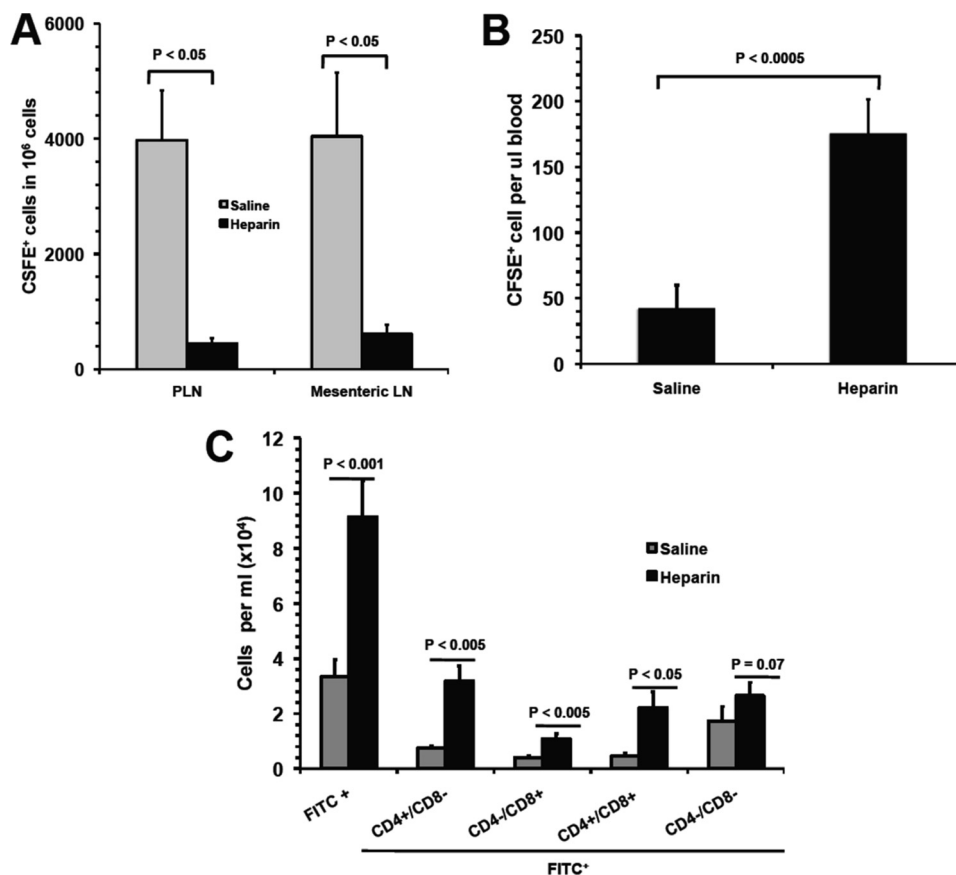 A
CSFE⁺ cells in 10⁶ cells
6000
4000
2000
0
P < 0.05
P < 0.05
Saline
Heparin
PLN
Mesenteric LN
B
CFSE⁺ cell per ul blood
250
200
150
100
50
0
P < 0.0005
Saline
Heparin
C
Cells per ml (x10⁴)
12
10
8
6
4
2
0
P < 0.001
P < 0.005
P < 0.005
P < 0.05
P = 0.07
Saline
Heparin
FITC +
CD4+/CD8-
CD4-/CD8+
CD4+/CD8+
CD4-/CD8-
FITC⁺